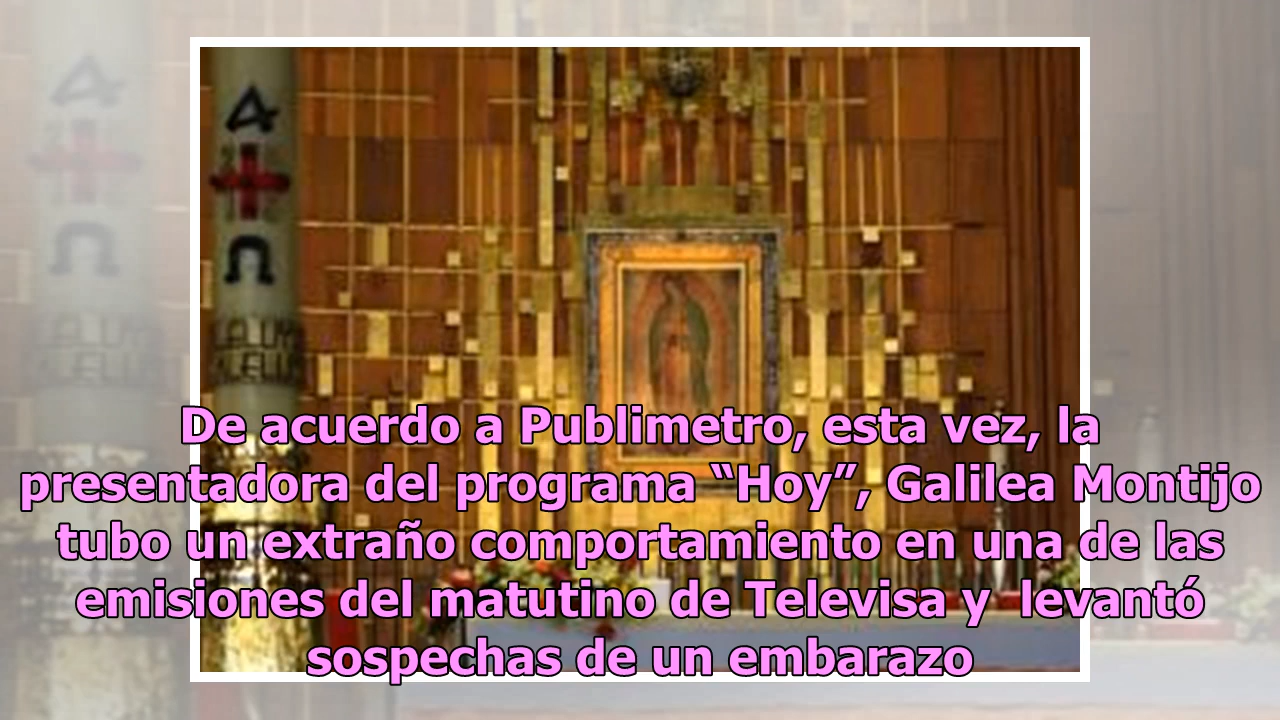 Α
Ω
De acuerdo a Publimetro, esta vez, la
presentadora del programa “Hoy”, Galilea Montijo
tubo un extraño comportamiento en una de las
emisiones del matutino de Televisa y  levantó
sospechas de un embarazo